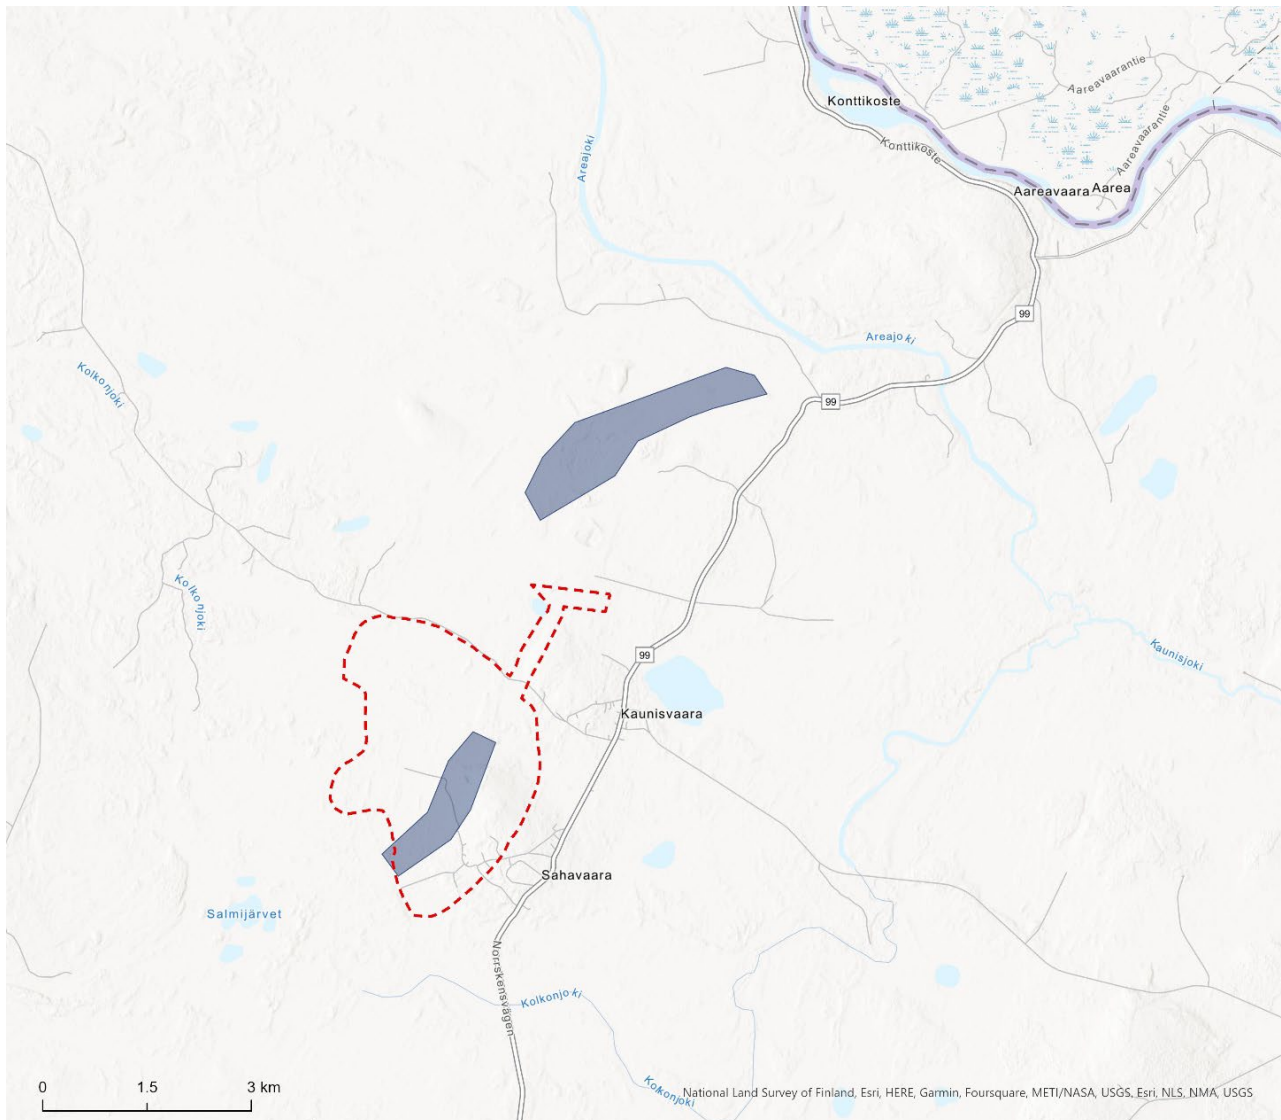 Konttikoste
Aareavaarantie
Areajoki
Konttikoste
Aareavaarantie
Aareavaara
Aarea
99
Areajoki
Kolkonjoki
99
Kolkonjoki
Kaunisjoki
99
Kaunisvaara
Sahavaara
Salmijärvet
Norrskensvägen
Kolkonjoki
Kolkonjoki
0 1.5 3 km
National Land Survey of Finland, Esri, HERE, Garmin, Foursquare, METI/NASA, USGS, Esri, NLS, NMA, USGS